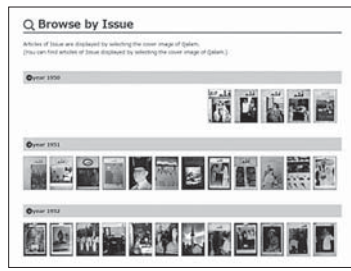 Browse by Issue
Articles of Issue are displayed by selecting the cover image of Qalam.
(You can find articles of Issue displayed by selecting the cover image of Qalam.)
year 1950
year 1951
year 1952